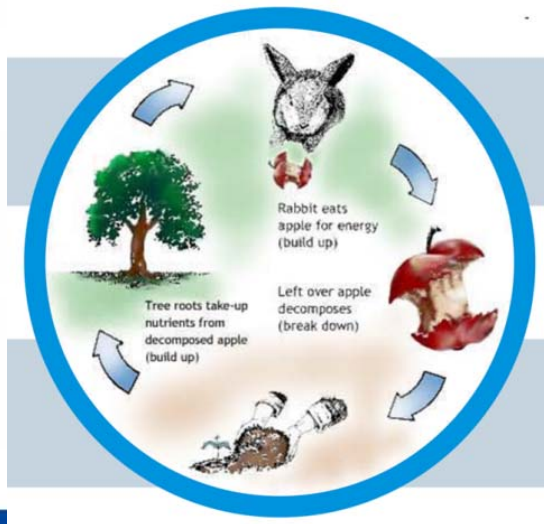 Rabbit eats
apple for energy
(build up)
Left over apple
decomposes
(break down)
Tree roots take-up
nutrients from
decomposed apple
(build up)